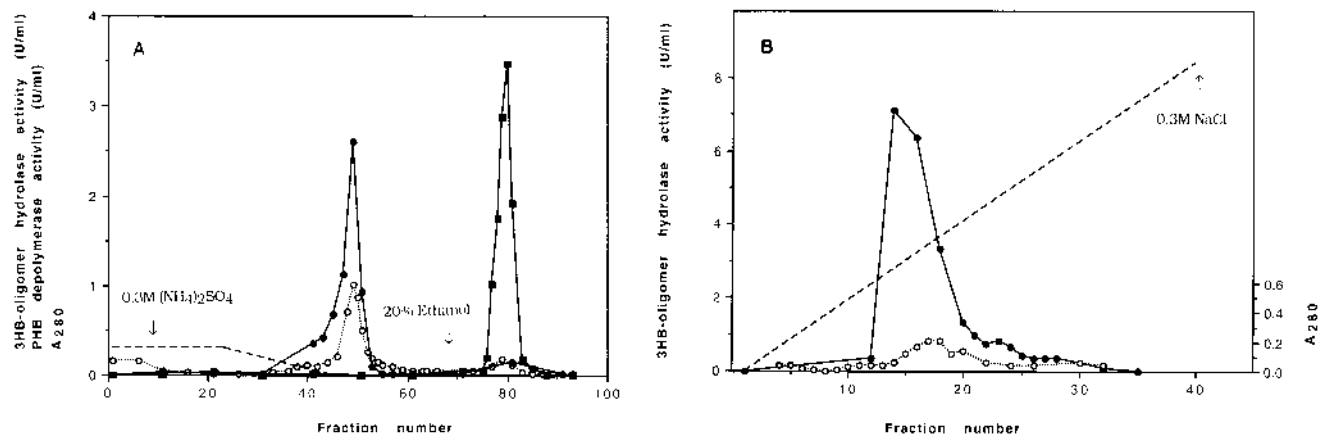 3HB-oligomer hydrolase activity (U/ml)
PHB depolymerase activity (U/ml)
A280
4
3
2
1
0
A
0.3M (NH4)2SO4
20% Ethanol
0
20
40
60
80
100
Fraction number
3HB-oligomer hydrolase activity (U/ml)
8
6
4
2
0
B
0.3M NaCl
0.6
0.4
0.2
0.0
A280
10
20
30
40
Fraction number